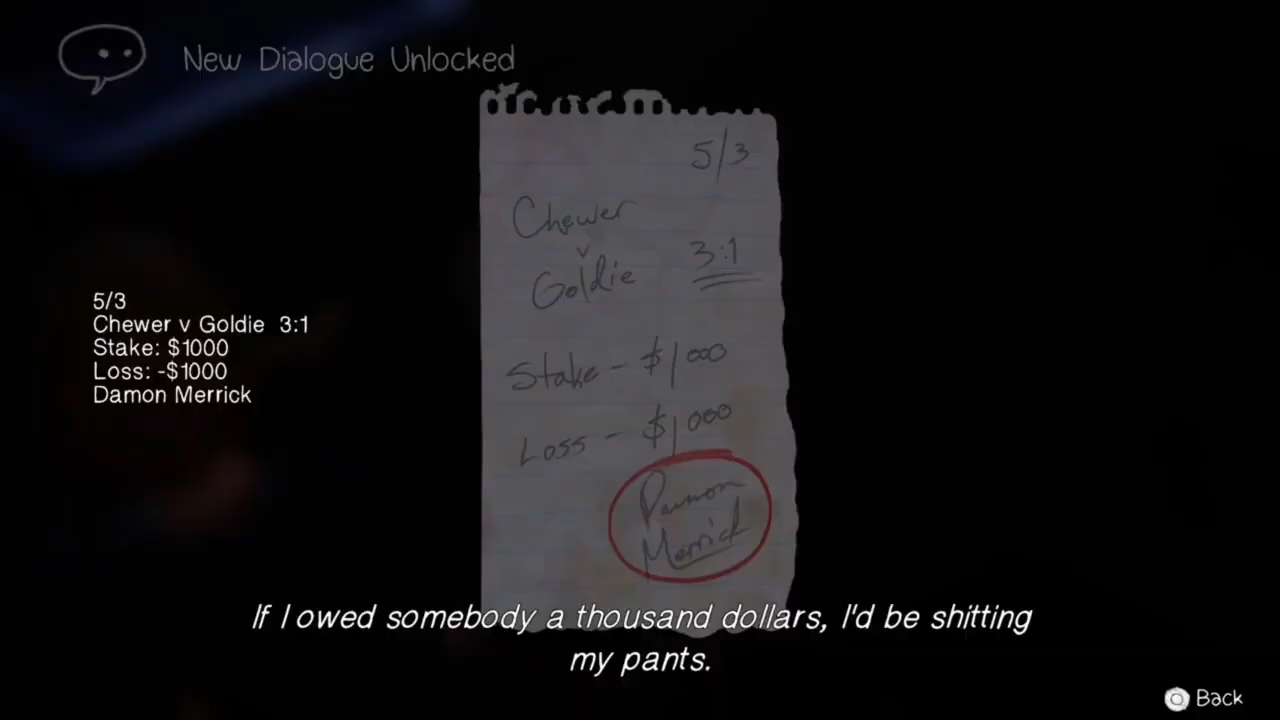 New Dialogue Unlocked
5/3
Chewer
v
Goldie 3:1
Stake - $1000
Loss - $1000
Damon
Merrick
5/3
Chewer v Goldie 3:1
Stake: $1000
Loss: -$1000
Damon Merrick
If I owed somebody a thousand dollars, I'd be shitting
my pants.
Back